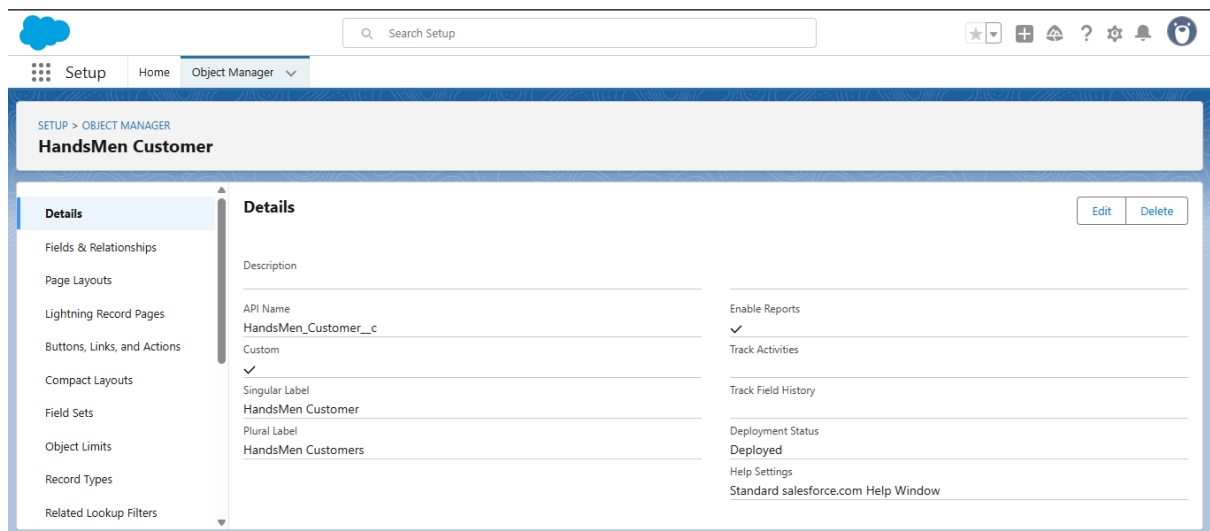 Search Setup
Setup
Home
Object Manager
SETUP > OBJECT MANAGER
HandsMen Customer
Details
Fields & Relationships
Page Layouts
Lightning Record Pages
Buttons, Links, and Actions
Compact Layouts
Field Sets
Object Limits
Record Types
Related Lookup Filters
Details
Edit
Delete
Description
API Name
HandsMen_Customer__c
Custom
Singular Label
HandsMen Customer
Plural Label
HandsMen Customers
Enable Reports
Track Activities
Track Field History
Deployment Status
Deployed
Help Settings
Standard salesforce.com Help Window